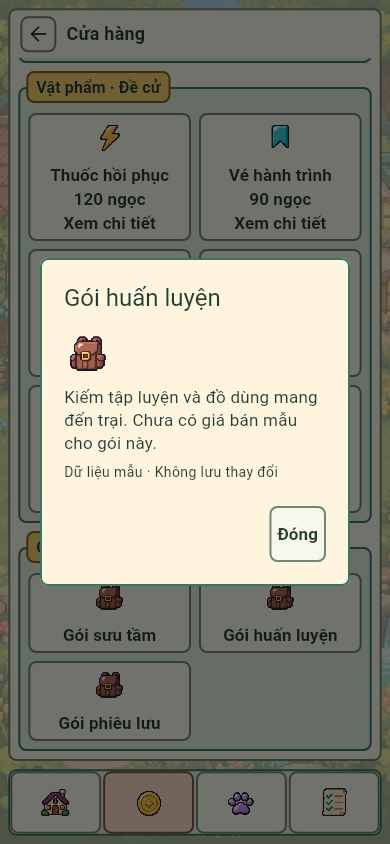 Cửa hàng
Vật phẩm · Đề cử
Thuốc hồi phục
120 ngọc
Xem chi tiết
Vé hành trình
90 ngọc
Xem chi tiết
Gói huấn luyện
Kiếm tập luyện và đồ dùng mang
đến trại. Chưa có giá bán mẫu
cho gói này.
Dữ liệu mẫu · Không lưu thay đổi
Đóng
Gói sưu tầm
Gói huấn luyện
Gói phiêu lưu